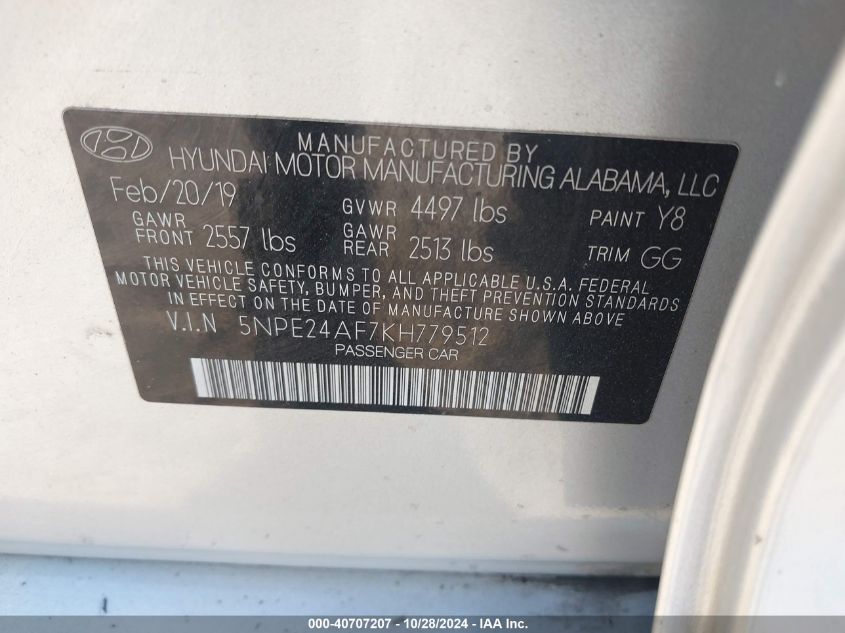 MANUFACTURED BY
HYUNDAI MOTOR MANUFACTURING ALABAMA, LLC
Feb/20/19 GVWR 4497 lbs PAINT Y8
GAWR FRONT 2557 lbs GAWR REAR 2513 lbs TRIM GG
THIS VEHICLE CONFORMS TO ALL APPLICABLE U.S.A. FEDERAL
MOTOR VEHICLE SAFETY, BUMPER, AND THEFT PREVENTION STANDARDS
IN EFFECT ON THE DATE OF MANUFACTURE SHOWN ABOVE
V.I.N 5NPE24AF7KH779512
PASSENGER CAR
000-40707207 - 10/28/2024 - IAA Inc.